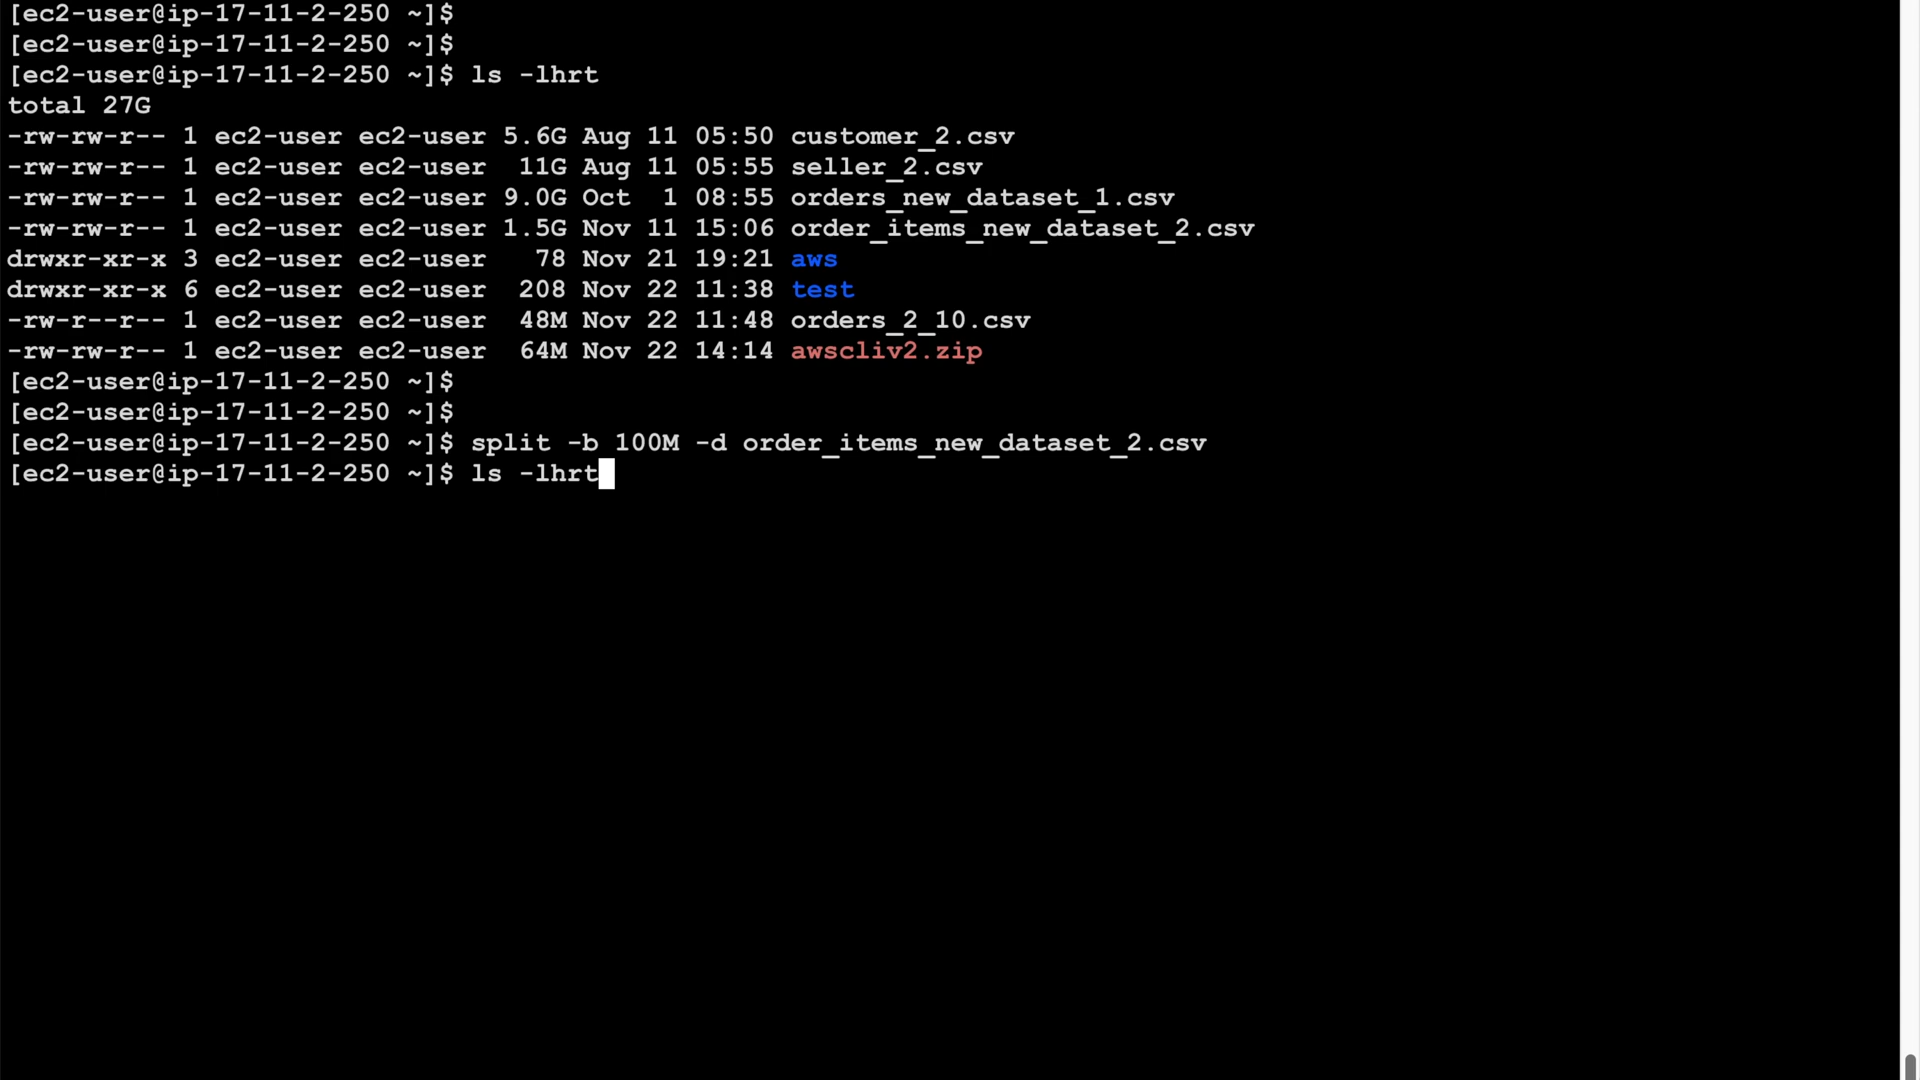 [ec2-user@ip-17-11-2-250 ~]$
[ec2-user@ip-17-11-2-250 ~]$
[ec2-user@ip-17-11-2-250 ~]$ ls -lhrt
total 27G
-rw-rw-r-- 1 ec2-user ec2-user 5.6G Aug 11 05:50 customer_2.csv
-rw-rw-r-- 1 ec2-user ec2-user  11G Aug 11 05:55 seller_2.csv
-rw-rw-r-- 1 ec2-user ec2-user 9.0G Oct  1 08:55 orders_new_dataset_1.csv
-rw-rw-r-- 1 ec2-user ec2-user 1.5G Nov 11 15:06 order_items_new_dataset_2.csv
drwxr-xr-x 3 ec2-user ec2-user   78 Nov 21 19:21 aws
drwxr-xr-x 6 ec2-user ec2-user  208 Nov 22 11:38 test
-rw-r--r-- 1 ec2-user ec2-user  48M Nov 22 11:48 orders_2_10.csv
-rw-rw-r-- 1 ec2-user ec2-user  64M Nov 22 14:14 awscliv2.zip
[ec2-user@ip-17-11-2-250 ~]$
[ec2-user@ip-17-11-2-250 ~]$
[ec2-user@ip-17-11-2-250 ~]$ split -b 100M -d order_items_new_dataset_2.csv
[ec2-user@ip-17-11-2-250 ~]$ ls -lhrt